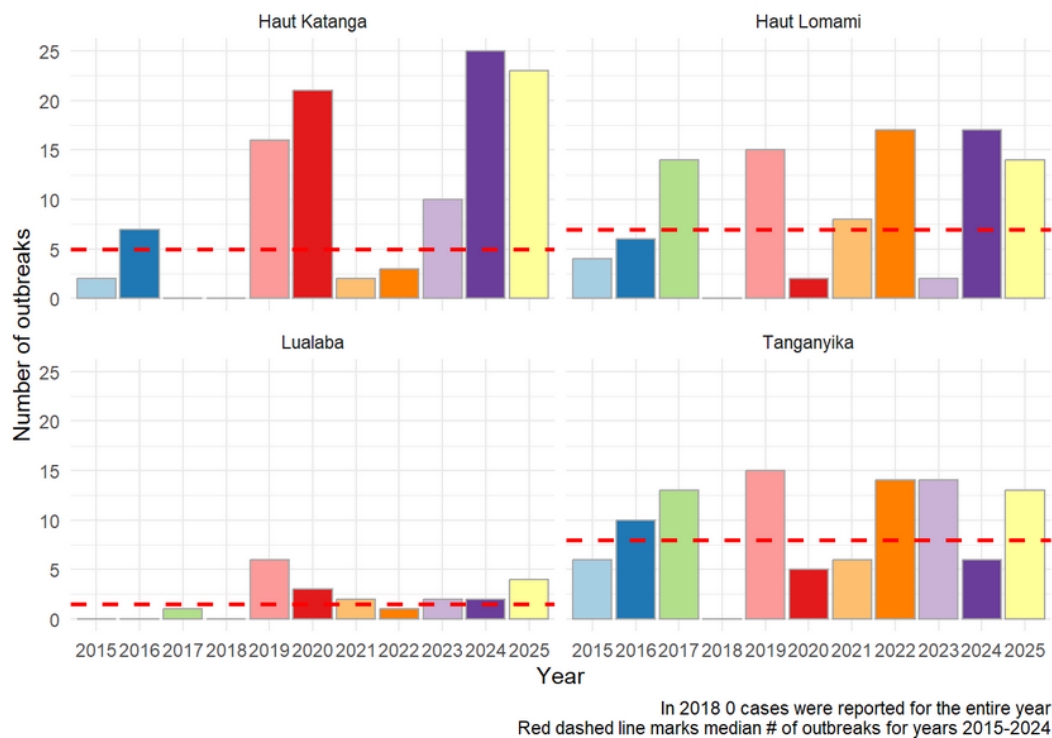 Haut Katanga
Haut Lomami
25
20
15
10
5
0
Lualaba
Tanganyika
25
20
15
10
5
0
Number of outbreaks
2015 2016 2017 2018 2019 2020 2021 2022 2023 2024 2025
2015 2016 2017 2018 2019 2020 2021 2022 2023 2024 2025
Year
In 2018 0 cases were reported for the entire year
Red dashed line marks median # of outbreaks for years 2015-2024